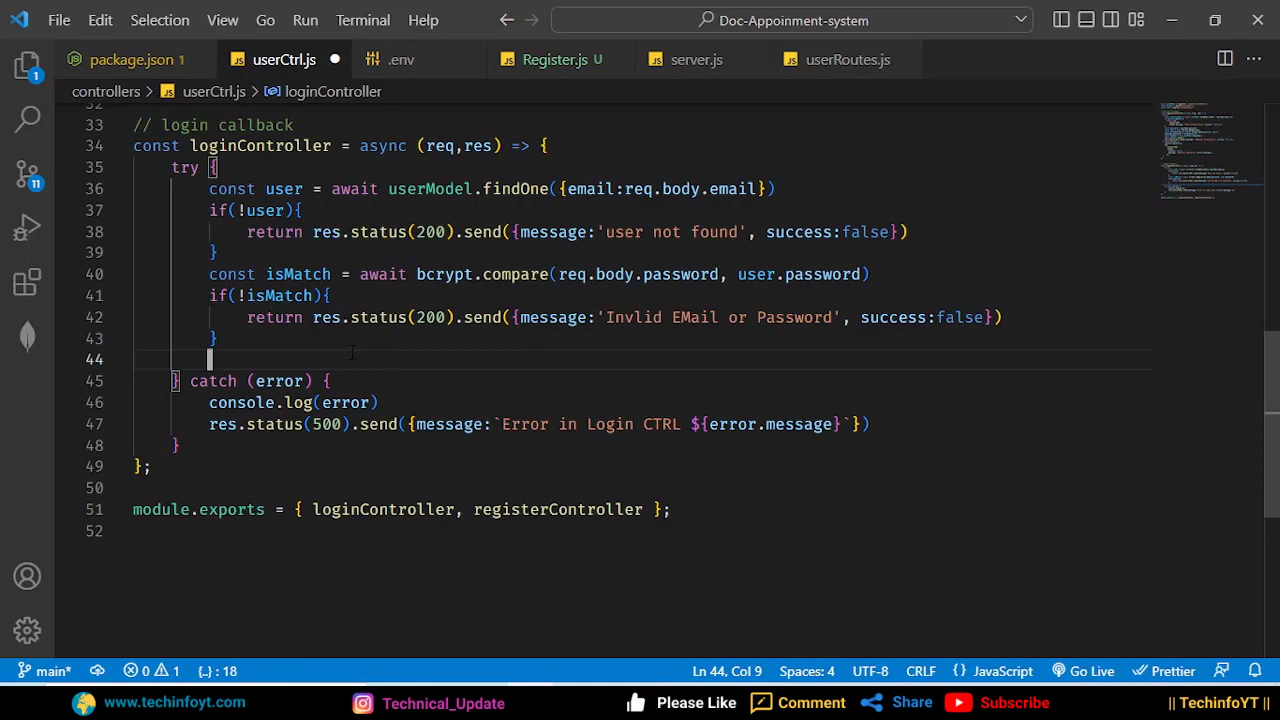 File Edit Selection View Go Run Terminal Help Doc-Appoinment-system
package.json 1 userCtrl.js .env Register.js U server.js userRoutes.js
controllers > userCtrl.js > loginController
32
33 // login callback
34 const loginController = async (req,res) => {
35 try {
36 const user = await userModel.findOne({email:req.body.email})
37 if(!user){
38 return res.status(200).send({message:'user not found', success:false})
39 }
40 const isMatch = await bcrypt.compare(req.body.password, user.password)
41 if(!isMatch){
42 return res.status(200).send({message:'Invlid EMail or Password', success:false})
43 }
44
45 } catch (error) {
46 console.log(error)
47 res.status(500).send({message:`Error in Login CTRL ${error.message}`})
48 }
49 };
50
51 module.exports = { loginController, registerController };
52
1
11
main* 0 1 {..} : 18 Ln 44, Col 9 Spaces: 4 UTF-8 CRLF {} JavaScript Go Live Prettier
www.techinfoyt.com Technical_Update Please Like Comment Share Subscribe || TechinfoYT ||